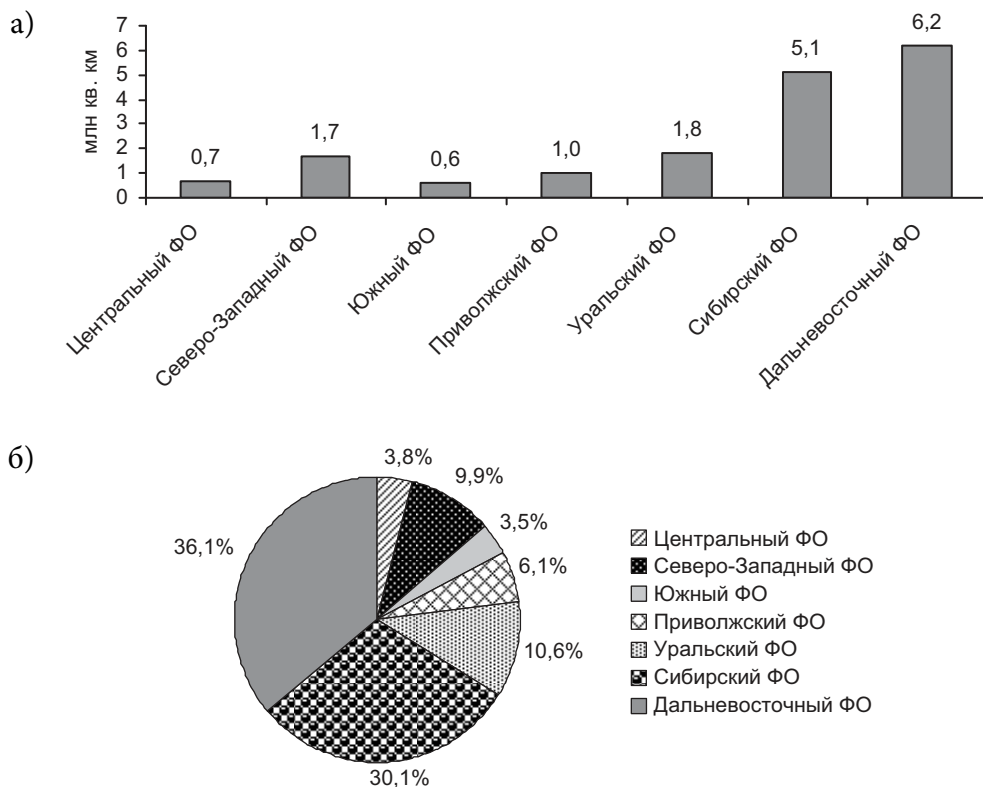 а)
млн кв. км
7
6
5
4
3
2
1
0
0,7
1,7
0,6
1,0
1,8
5,1
6,2
Центральный ФО
Северо-Западный ФО
Южный ФО
Приволжский ФО
Уральский ФО
Сибирский ФО
Дальневосточный ФО
б)
3,8%
9,9%
3,5%
6,1%
10,6%
30,1%
36,1%
Центральный ФО
Северо-Западный ФО
Южный ФО
Приволжский ФО
Уральский ФО
Сибирский ФО
Дальневосточный ФО